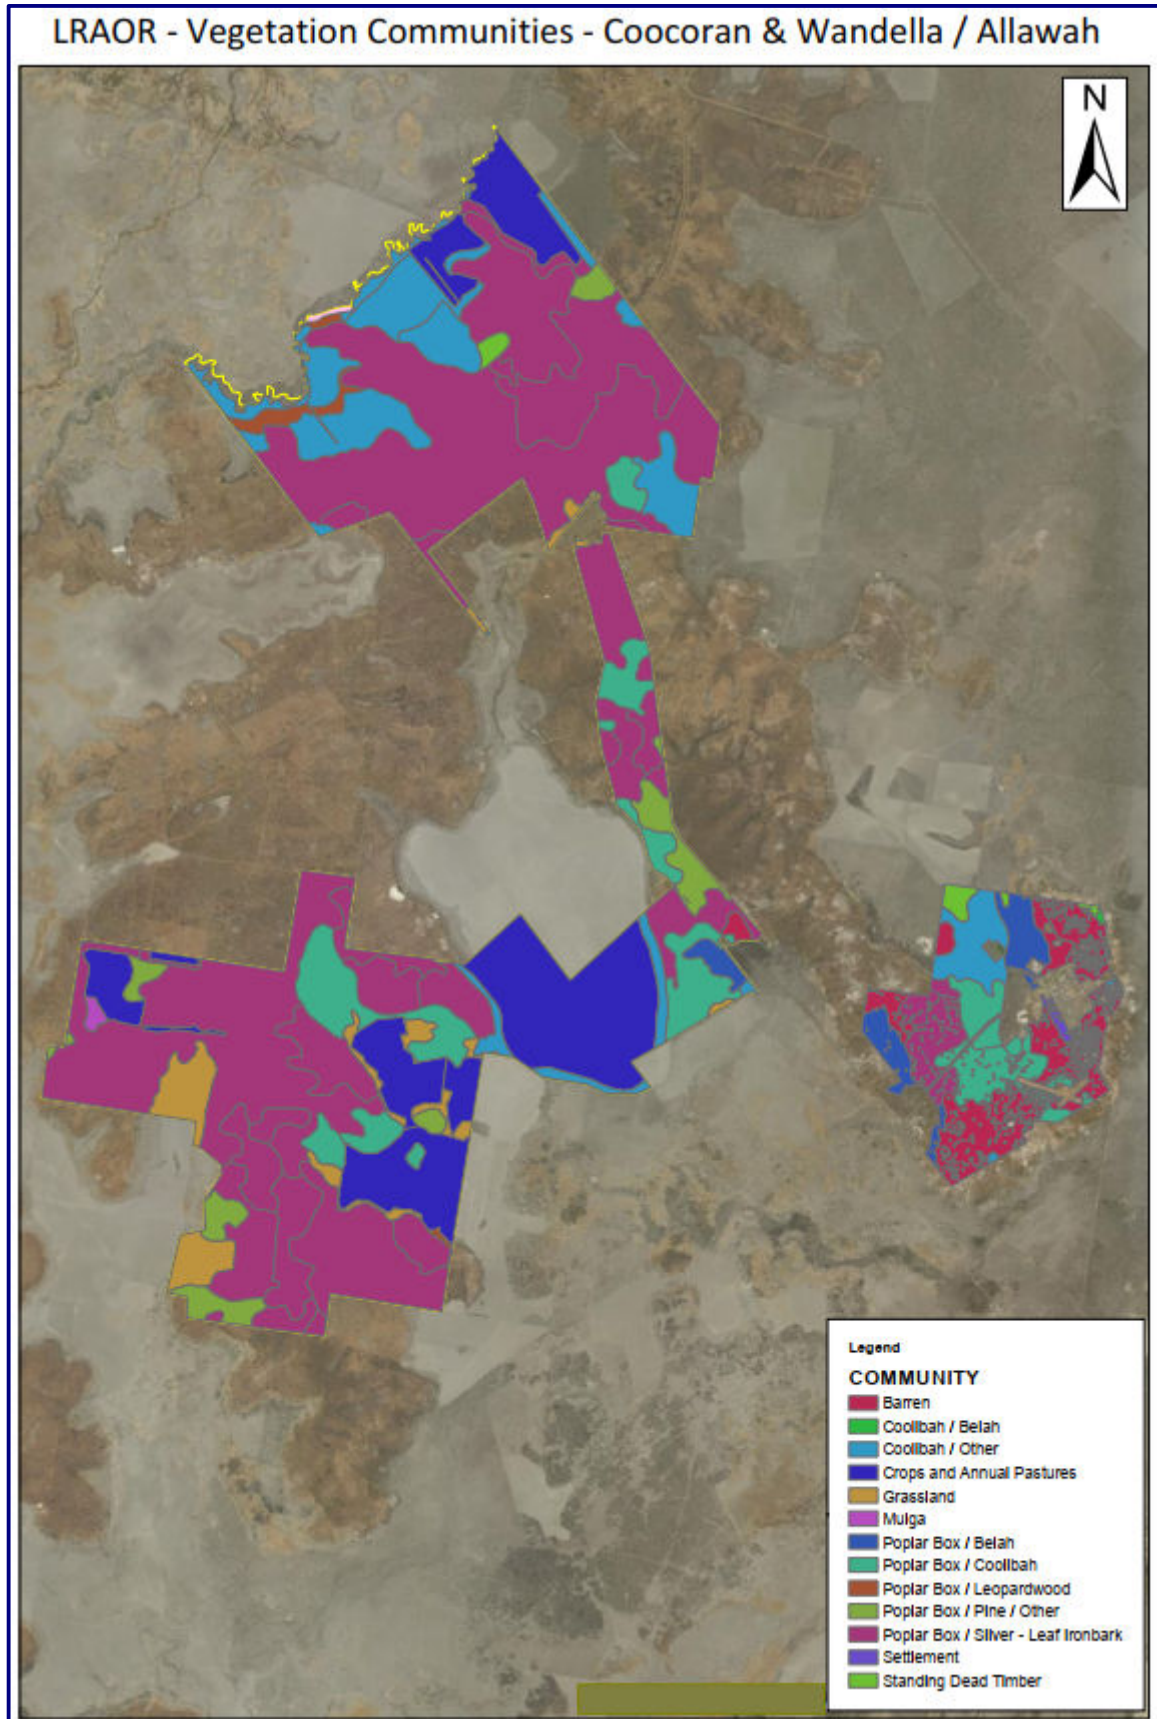 LRAOR - Vegetation Communities - Coocoran & Wandella / Allawah
N
Legend
COMMUNITY
Barren
Coolibah / Belah
Coolibah / Other
Crops and Annual Pastures
Grassland
Mulga
Poplar Box / Belah
Poplar Box / Coolibah
Poplar Box / Leopardwood
Poplar Box / Pine / Other
Poplar Box / Silver - Leaf Ironbark
Settlement
Standing Dead Timber